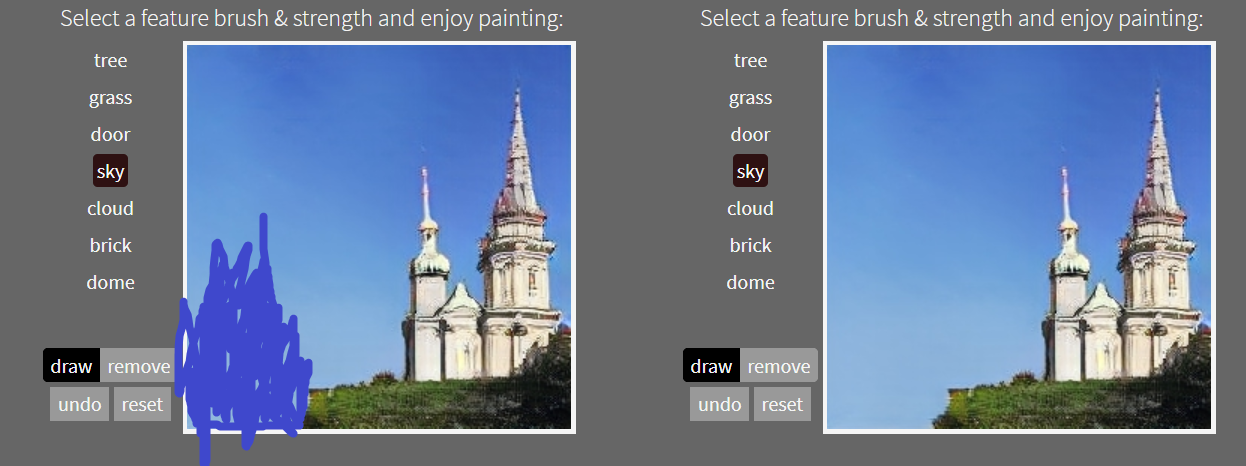 Select a feature brush & strength and enjoy painting:
tree
grass
door
sky
cloud
brick
dome
draw remove
undo reset
Select a feature brush & strength and enjoy painting:
tree
grass
door
sky
cloud
brick
dome
draw remove
undo reset